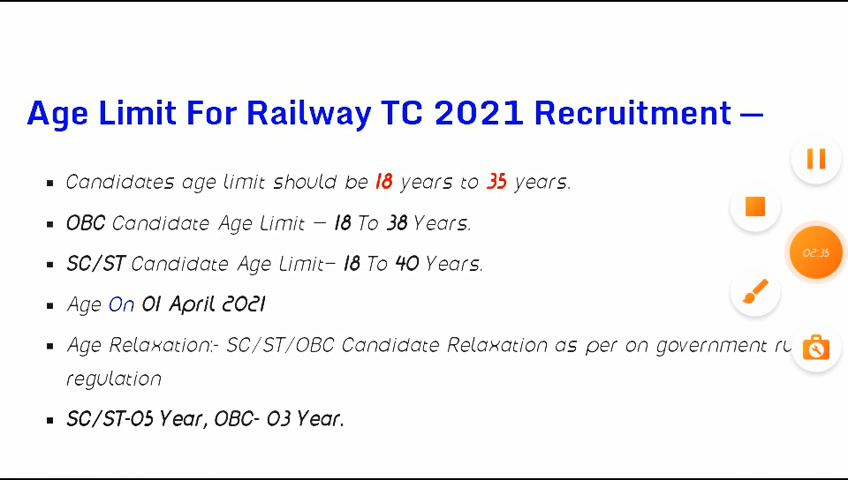 Age Limit For Railway TC 2021 Recruitment —
Candidates age limit should be 18 years to 35 years.
OBC Candidate Age Limit – 18 To 38 Years.
SC/ST Candidate Age Limit– 18 To 40 Years.
Age On 01 April 2021
Age Relaxation:- SC/ST/OBC Candidate Relaxation as per on government
regulation
SC/ST-05 Year, OBC- 03 Year.
02:35